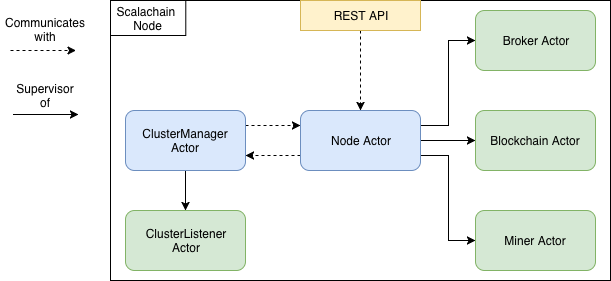 Communicates
with
Supervisor
of
Scalachain
Node
REST API
Broker Actor
ClusterManager
Actor
Node Actor
Blockchain Actor
ClusterListener
Actor
Miner Actor